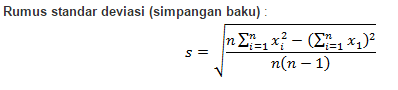 Rumus standar deviasi (simpangan baku) :
s = √((n ∑ⁿᵢ₌₁ xᵢ² − (∑ⁿᵢ₌₁ x₁)²) / (n(n − 1)))